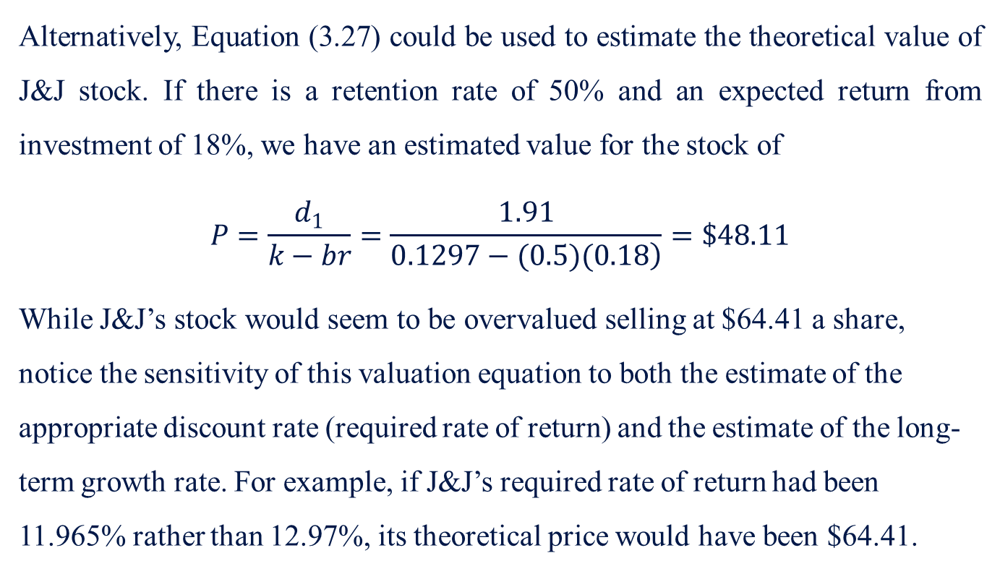 Alternatively, Equation (3.27) could be used to estimate the theoretical value of
J&J stock. If there is a retention rate of 50% and an expected return from
investment of 18%, we have an estimated value for the stock of
P = d₁ / (k − br) = 1.91 / (0.1297 − (0.5)(0.18)) = $48.11
While J&J’s stock would seem to be overvalued selling at $64.41 a share,
notice the sensitivity of this valuation equation to both the estimate of the
appropriate discount rate (required rate of return) and the estimate of the long-
term growth rate. For example, if J&J’s required rate of return had been
11.965% rather than 12.97%, its theoretical price would have been $64.41.